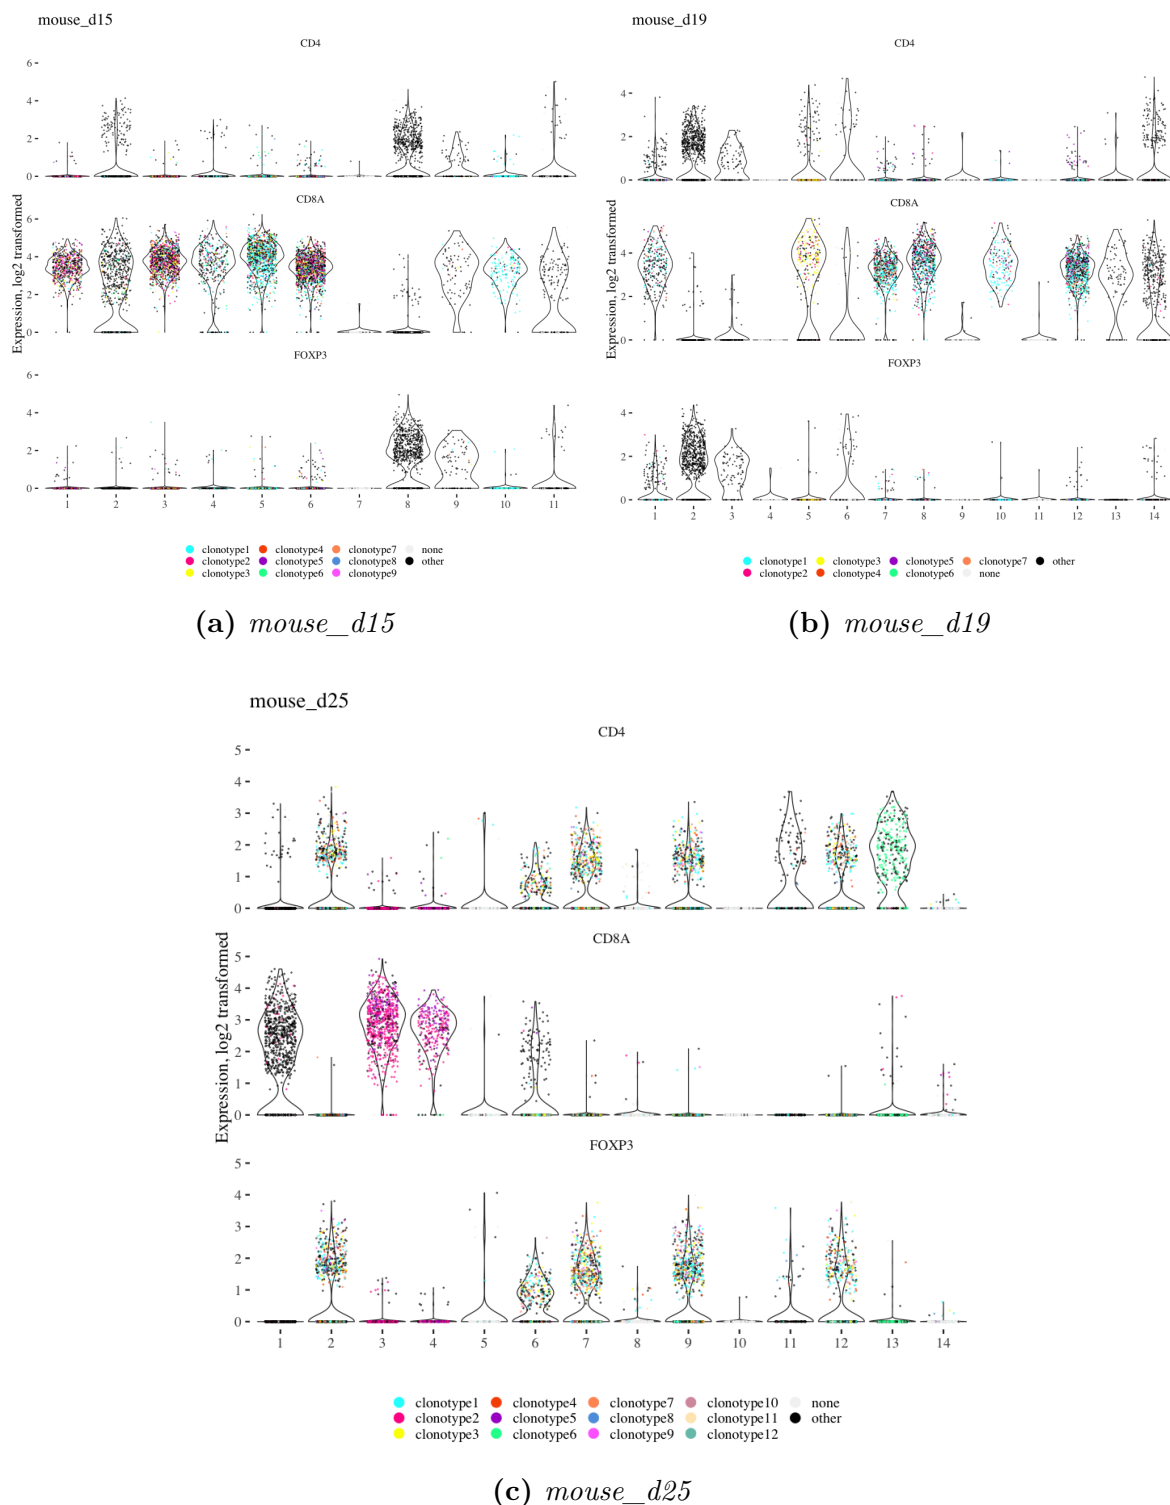 mouse_d15
CD4
6
4
2
0
CD8A
6
4
2
0
FOXP3
6
4
2
0
Expression, log2 transformed
1 2 3 4 5 6 7 8 9 10 11
clonotype1 clonotype4 clonotype7 none
clonotype2 clonotype5 clonotype8 other
clonotype3 clonotype6 clonotype9
(a) mouse_d15
mouse_d19
CD4
4
2
0
CD8A
4
2
0
FOXP3
4
2
0
Expression, log2 transformed
1 2 3 4 5 6 7 8 9 10 11 12 13 14
clonotype1 clonotype3 clonotype5 clonotype7 other
clonotype2 clonotype4 clonotype6 none
(b) mouse_d19
mouse_d25
CD4
5
4
3
2
1
0
CD8A
5
4
3
2
1
0
FOXP3
5
4
3
2
1
0
Expression, log2 transformed
1 2 3 4 5 6 7 8 9 10 11 12 13 14
clonotype1 clonotype4 clonotype7 clonotype10 none
clonotype2 clonotype5 clonotype8 clonotype11 other
clonotype3 clonotype6 clonotype9 clonotype12
(c) mouse_d25